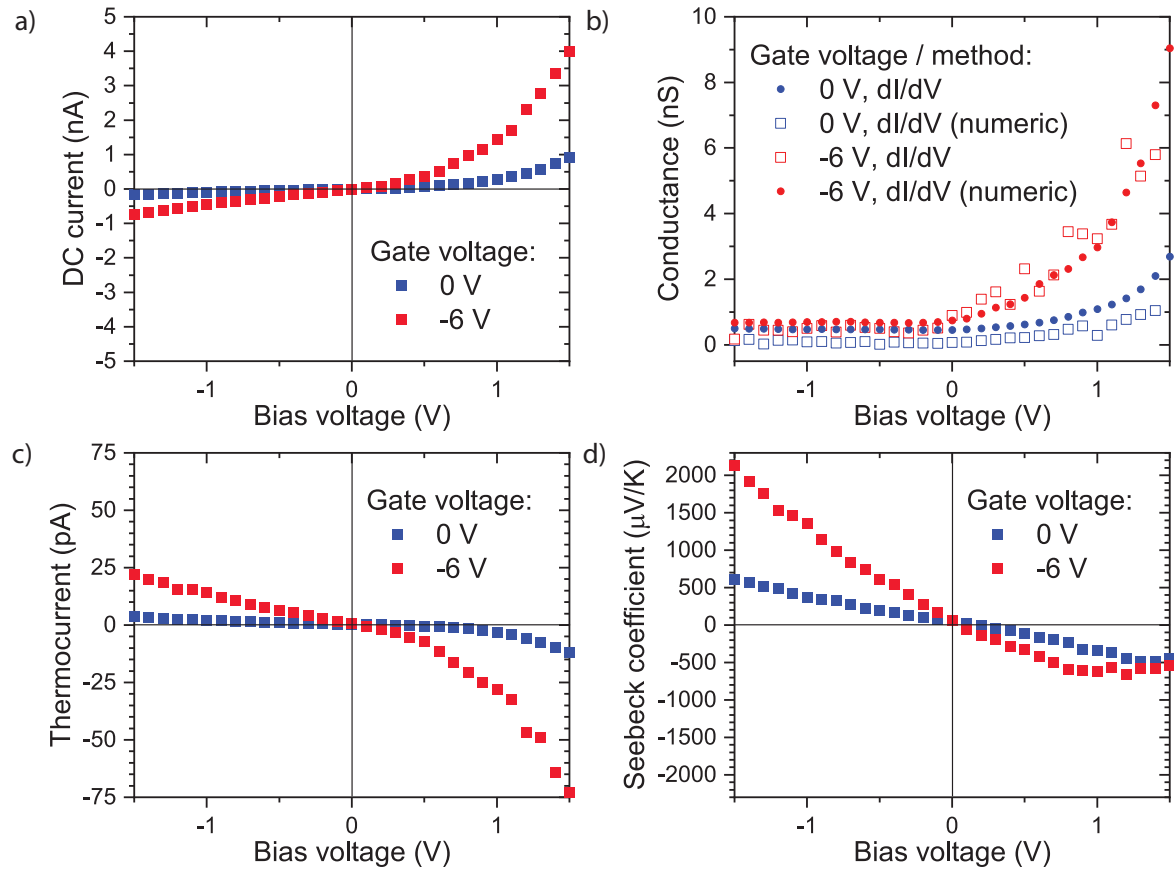 a)
DC current (nA)
5
4
3
2
1
0
-1
-2
-3
-4
-5
Gate voltage:
0 V
-6 V
-1 0 1
Bias voltage (V)
b)
Conductance (nS)
10
8
6
4
2
0
Gate voltage / method:
0 V, dI/dV
0 V, dI/dV (numeric)
-6 V, dI/dV
-6 V, dI/dV (numeric)
-1 0 1
Bias voltage (V)
c)
Thermocurrent (pA)
75
50
25
0
-25
-50
-75
Gate voltage:
0 V
-6 V
-1 0 1
Bias voltage (V)
d)
Seebeck coefficient (μV/K)
2000
1500
1000
500
0
-500
-1000
-1500
-2000
Gate voltage:
0 V
-6 V
-1 0 1
Bias voltage (V)